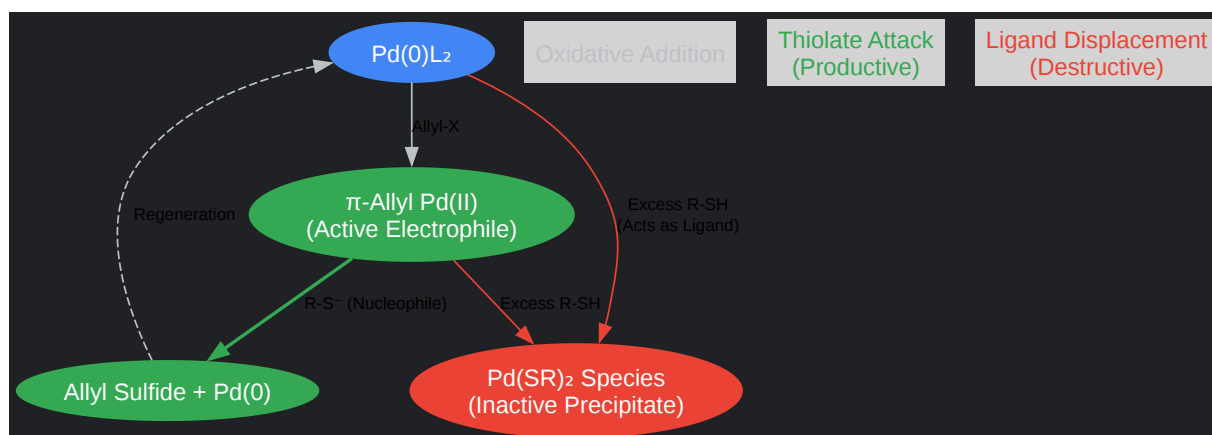 Pd(0)L₂
Oxidative Addition
Thiolate Attack
(Productive)
Ligand Displacement
(Destructive)
Allyl-X
π-Allyl Pd(II)
(Active Electrophile)
Regeneration
Excess R-SH
(Acts as Ligand)
R-S⁻ (Nucleophile)
Excess R-SH
Allyl Sulfide + Pd(0)
Pd(SR)₂ Species
(Inactive Precipitate)